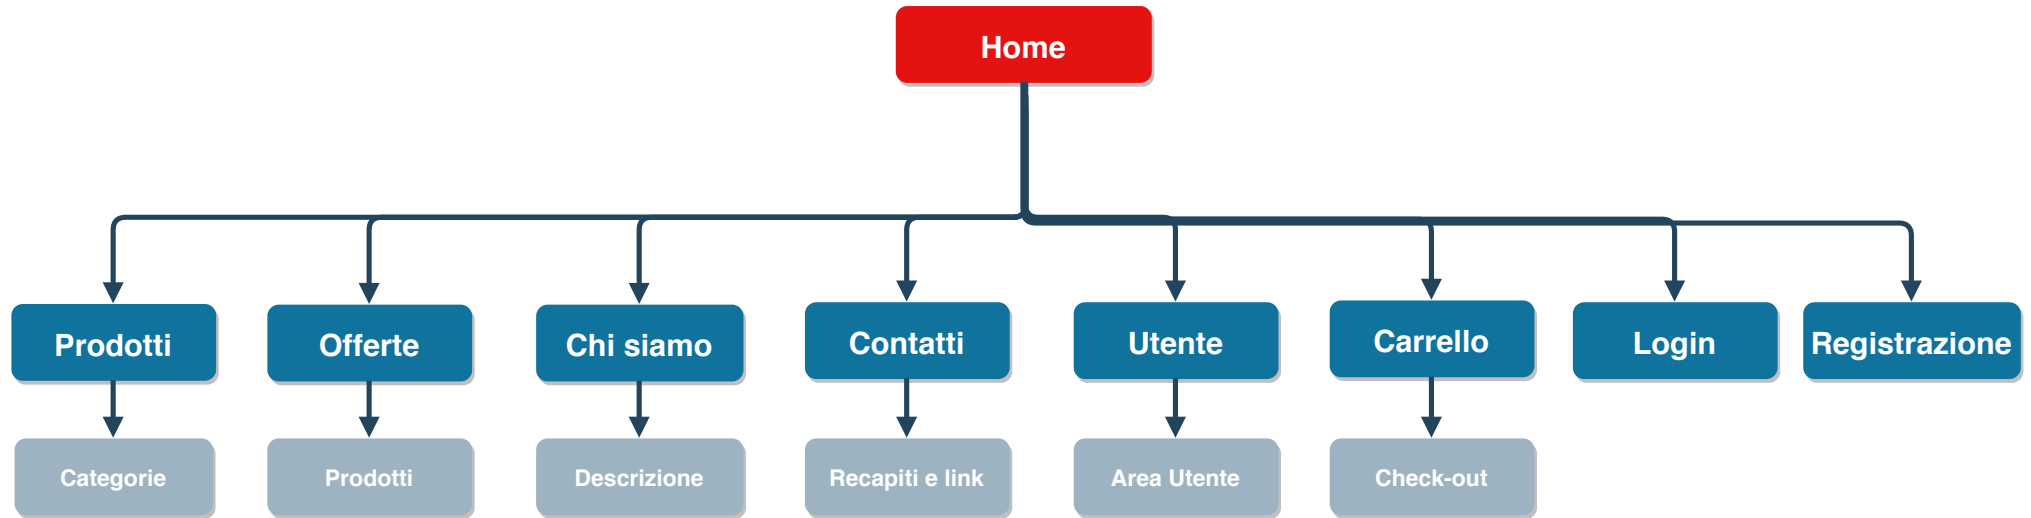 Home
Prodotti
Offerte
Chi siamo
Contatti
Utente
Carrello
Login
Registrazione
Categorie
Prodotti
Descrizione
Recapiti e link
Area Utente
Check-out